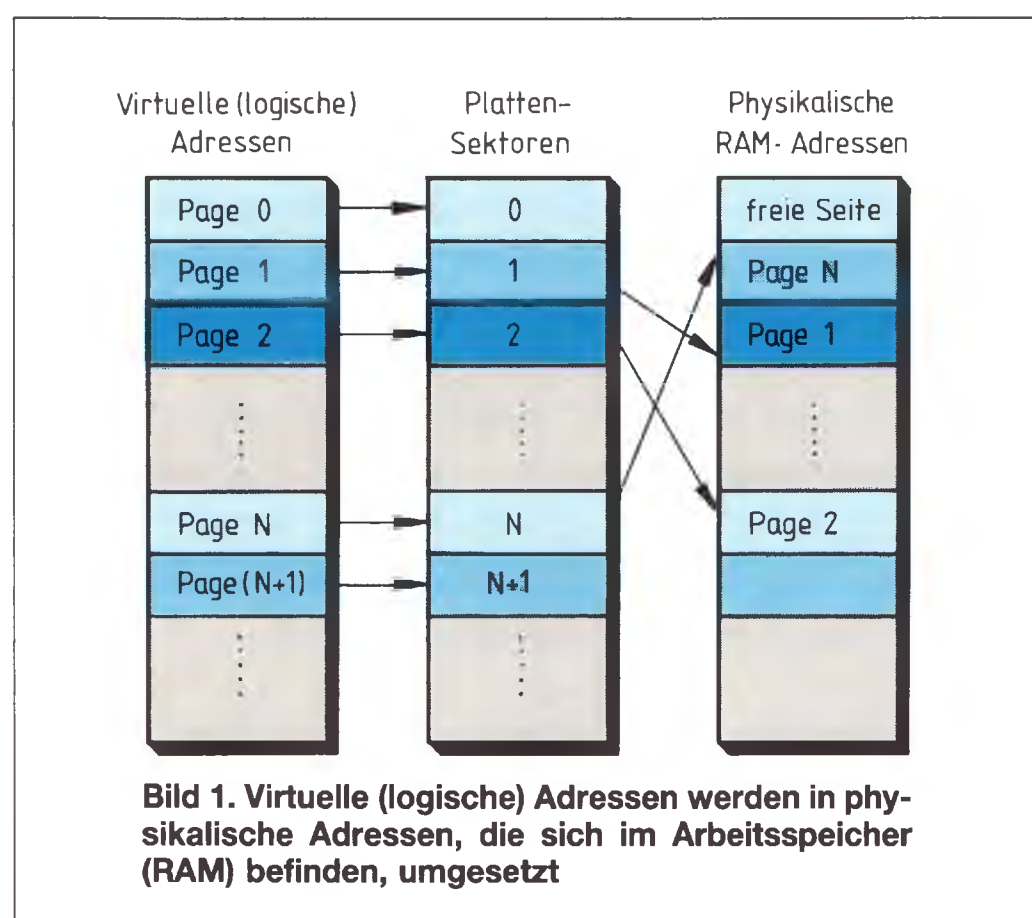 Virtuelle (logische) Adressen
Platten-Sektoren
Physikalische RAM-Adressen
Page 0
Page 1
Page 2
Page N
Page (N+1)
0
1
2
N
N+1
freie Seite
Page N
Page 1
Page 2
Bild 1. Virtuelle (logische) Adressen werden in phy-
sikalische Adressen, die sich im Arbeitsspeicher
(RAM) befinden, umgesetzt